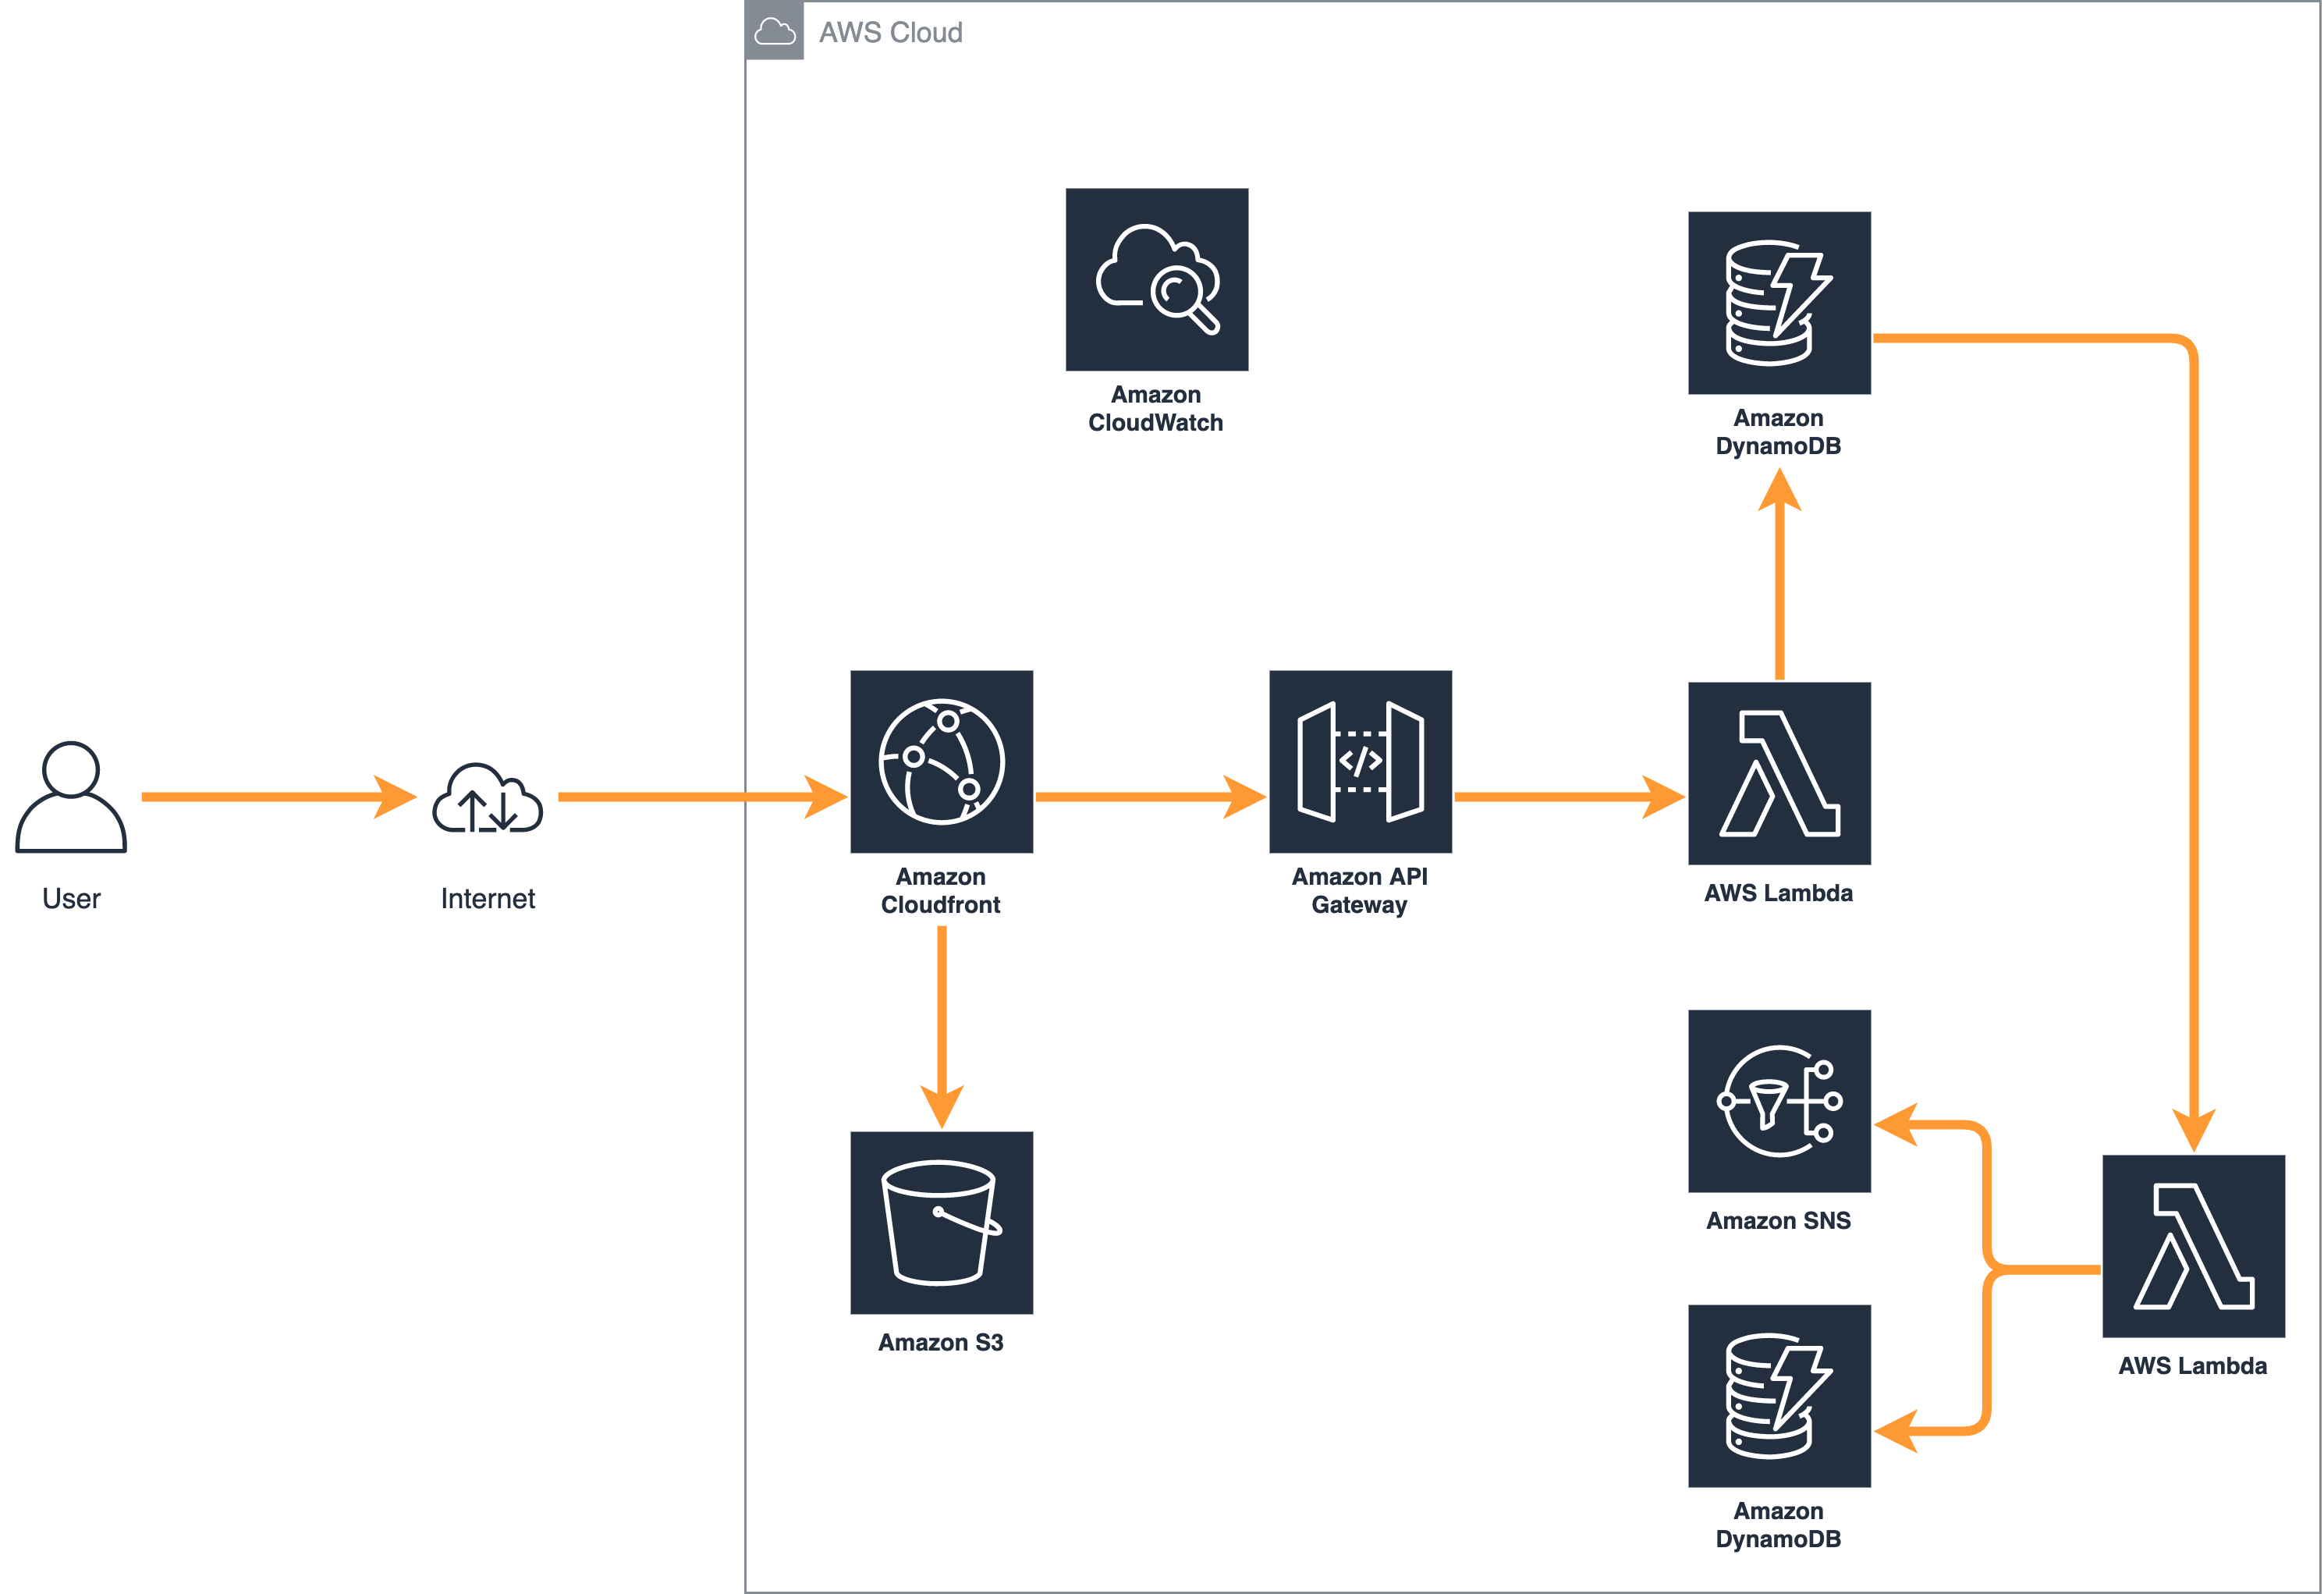 AWS Cloud
Amazon
CloudWatch
Amazon
DynamoDB
User
Internet
Amazon
Cloudfront
Amazon API
Gateway
AWS Lambda
Amazon SNS
Amazon S3
AWS Lambda
Amazon
DynamoDB